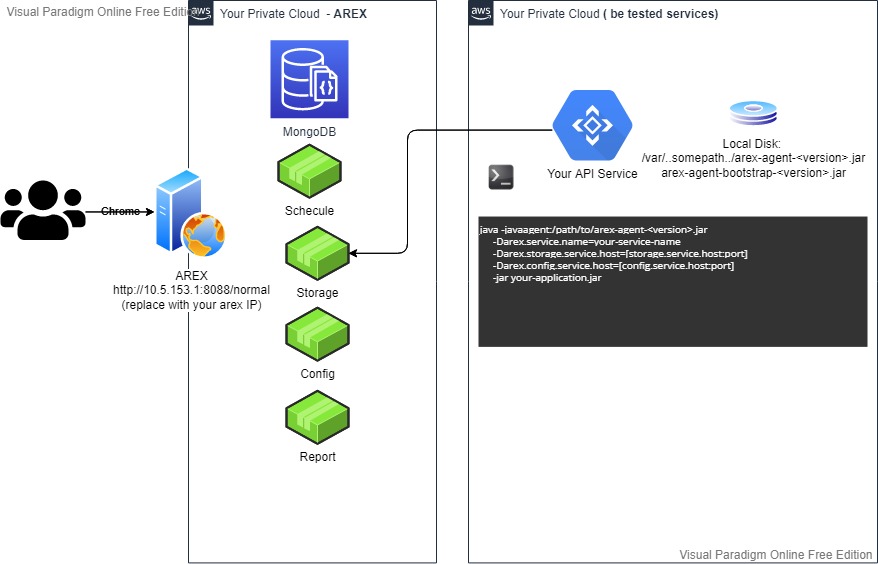 Visual Paradigm Online Free Edition
aws
Your Private Cloud - AREX
aws
Your Private Cloud ( be tested services)
MongoDB
Schecule
Storage
Config
Report
Chrome
AREX
http://10.5.153.1:8088/normal
(replace with your arex IP)
Your API Service
Local Disk:
/var/..somepath../arex-agent-<version>.jar
arex-agent-bootstrap-<version>.jar
java -javaagent:/path/to/arex-agent-<version>.jar
-Darex.service.name=your-service-name
-Darex.storage.service.host=[storage.service.host:port]
-Darex.config.service.host=[config.service.host:port]
-jar your-application.jar
Visual Paradigm Online Free Edition